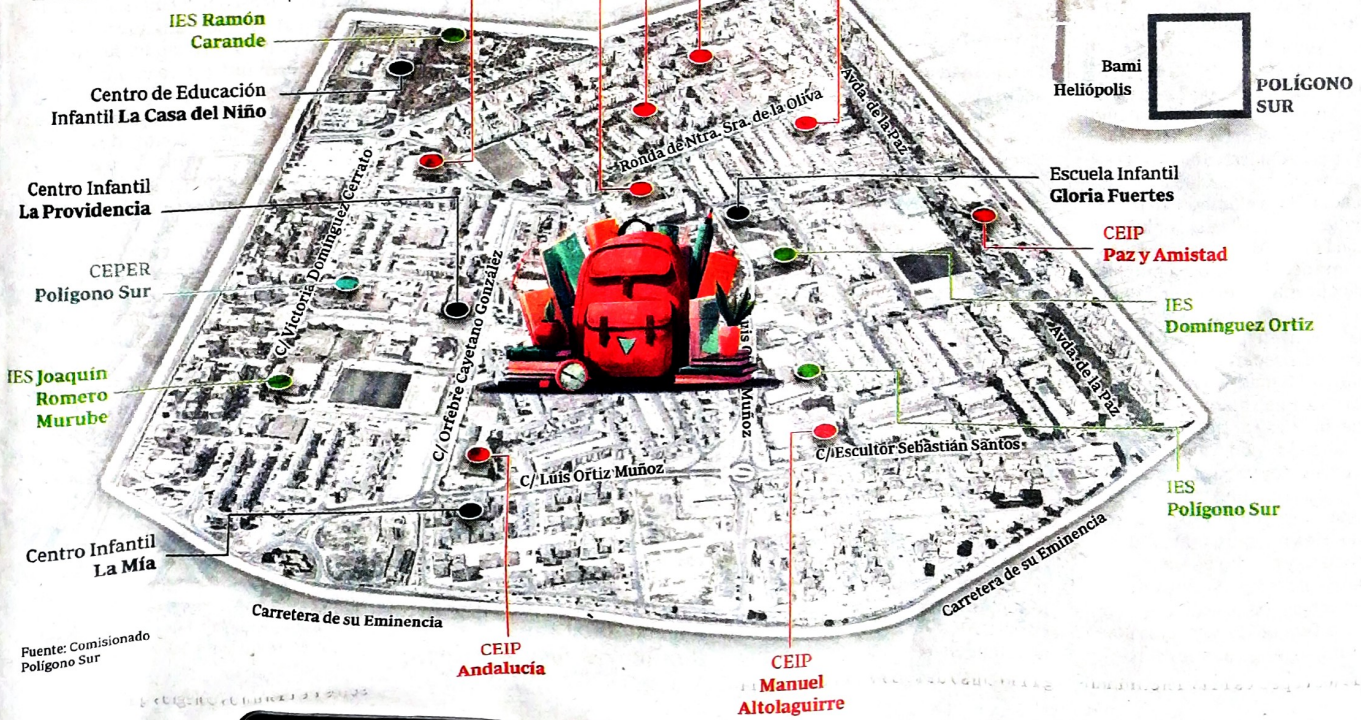 IES Ramón
Carande
Centro de Educación
Infantil La Casa del Niño
Centro Infantil
La Providencia
CEPER
Polígono Sur
IES Joaquín
Romero
Murube
Centro Infantil
La Mía
Fuente: Comisionado
Polígono Sur
C/ Victoria Domínguez Cerrato
C/ Orfebre Cayetano González
Ronda de Ntra. Sra. de la Oliva
Avda. de la Paz
C/ Luis Ortiz Muñoz
Muñoz
C/ Escultor Sebastián Santos
Avda. de la Paz
Carretera de su Eminencia
Carretera de su Eminencia
CEIP
Andalucía
CEIP
Manuel
Altolaguirre
Bami
Heliópolis
POLÍGONO
SUR
Escuela Infantil
Gloria Fuertes
CEIP
Paz y Amistad
IES
Domínguez Ortiz
IES
Polígono Sur